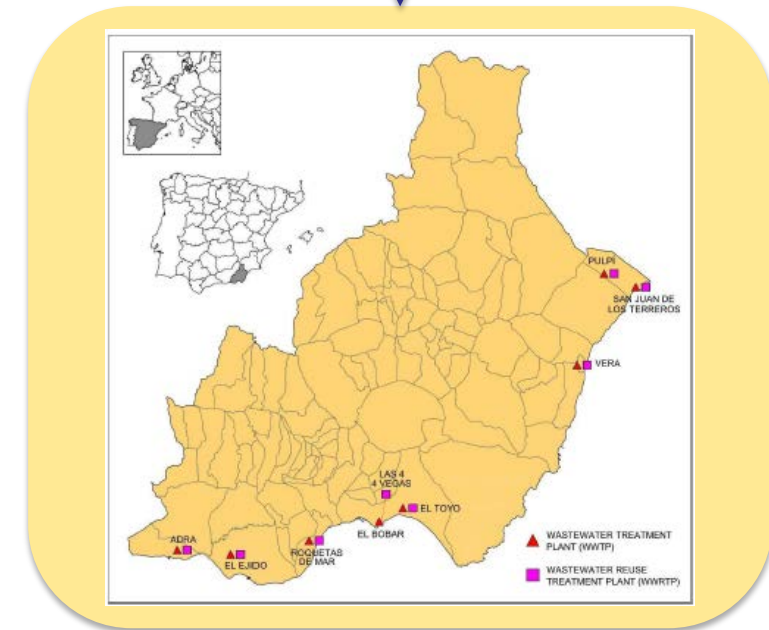 PULPÍ
SAN JUAN DE
LOS TERREROS
VERA
LAS 4
4 VEGAS
EL TOYO
EL BOBAR
ADRA
EL EJIDO
ROQUETAS
DE MAR
WASTEWATER TREATMENT
PLANT (WWTP)
WASTEWATER REUSE
TREATMENT PLANT (WWRTP)